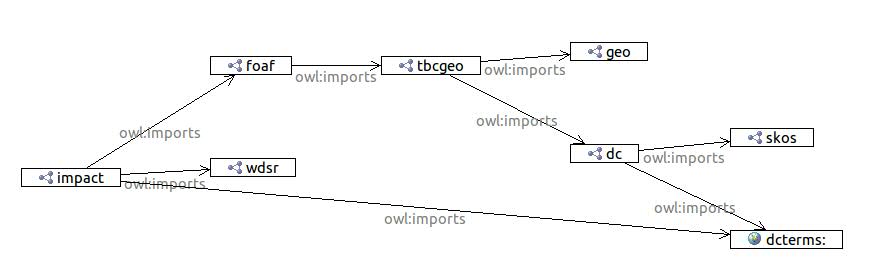 geo
foaf
tbcgeo
owl:imports
owl:imports
owl:imports
owl:imports
skos
dc
owl:imports
wdsr
impact
owl:imports
owl:imports
owl:imports
dcterms: